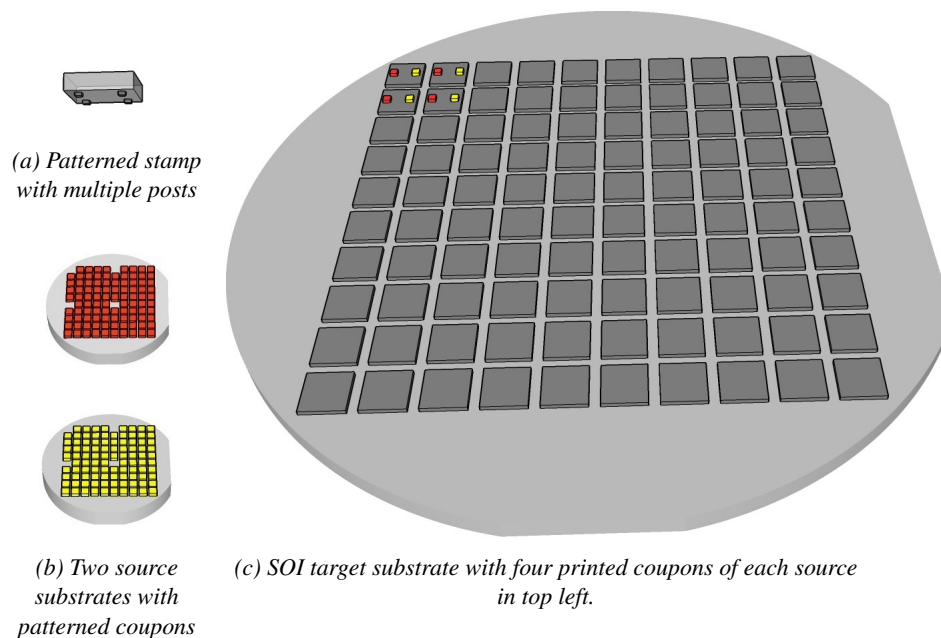 (a) Patterned stamp
with multiple posts
(b) Two source
substrates with
patterned coupons
(c) SOI target substrate with four printed coupons of each source
in top left.